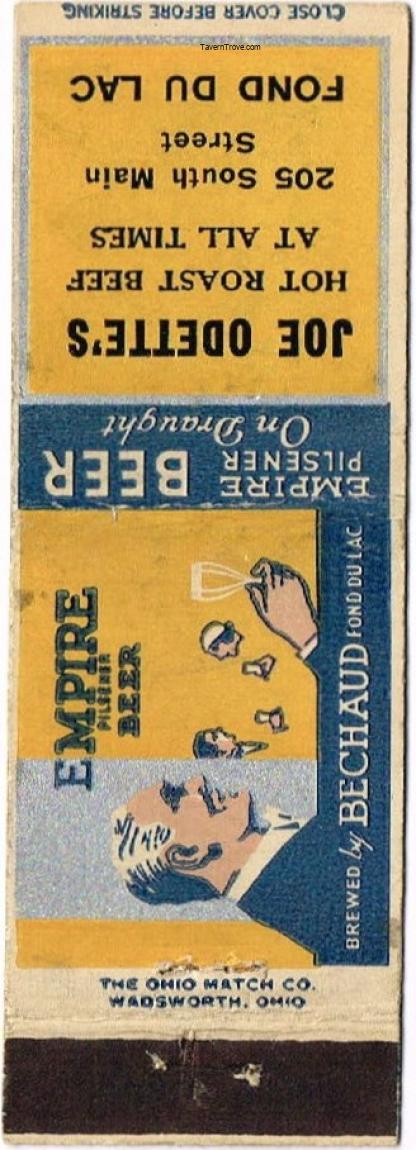 CLOSE COVER BEFORE STRIKING
TavernTrove.com
JOE ODETTE'S
HOT ROAST BEEF
AT ALL TIMES
205 South Main
Street
FOND DU LAC
EMPIRE
PILSENER
BEER
On Draught
EMPIRE
PILSENER
BEER
BREWED by BECHAUD FOND DU LAC
THE OHIO MATCH CO.
WADSWORTH, OHIO